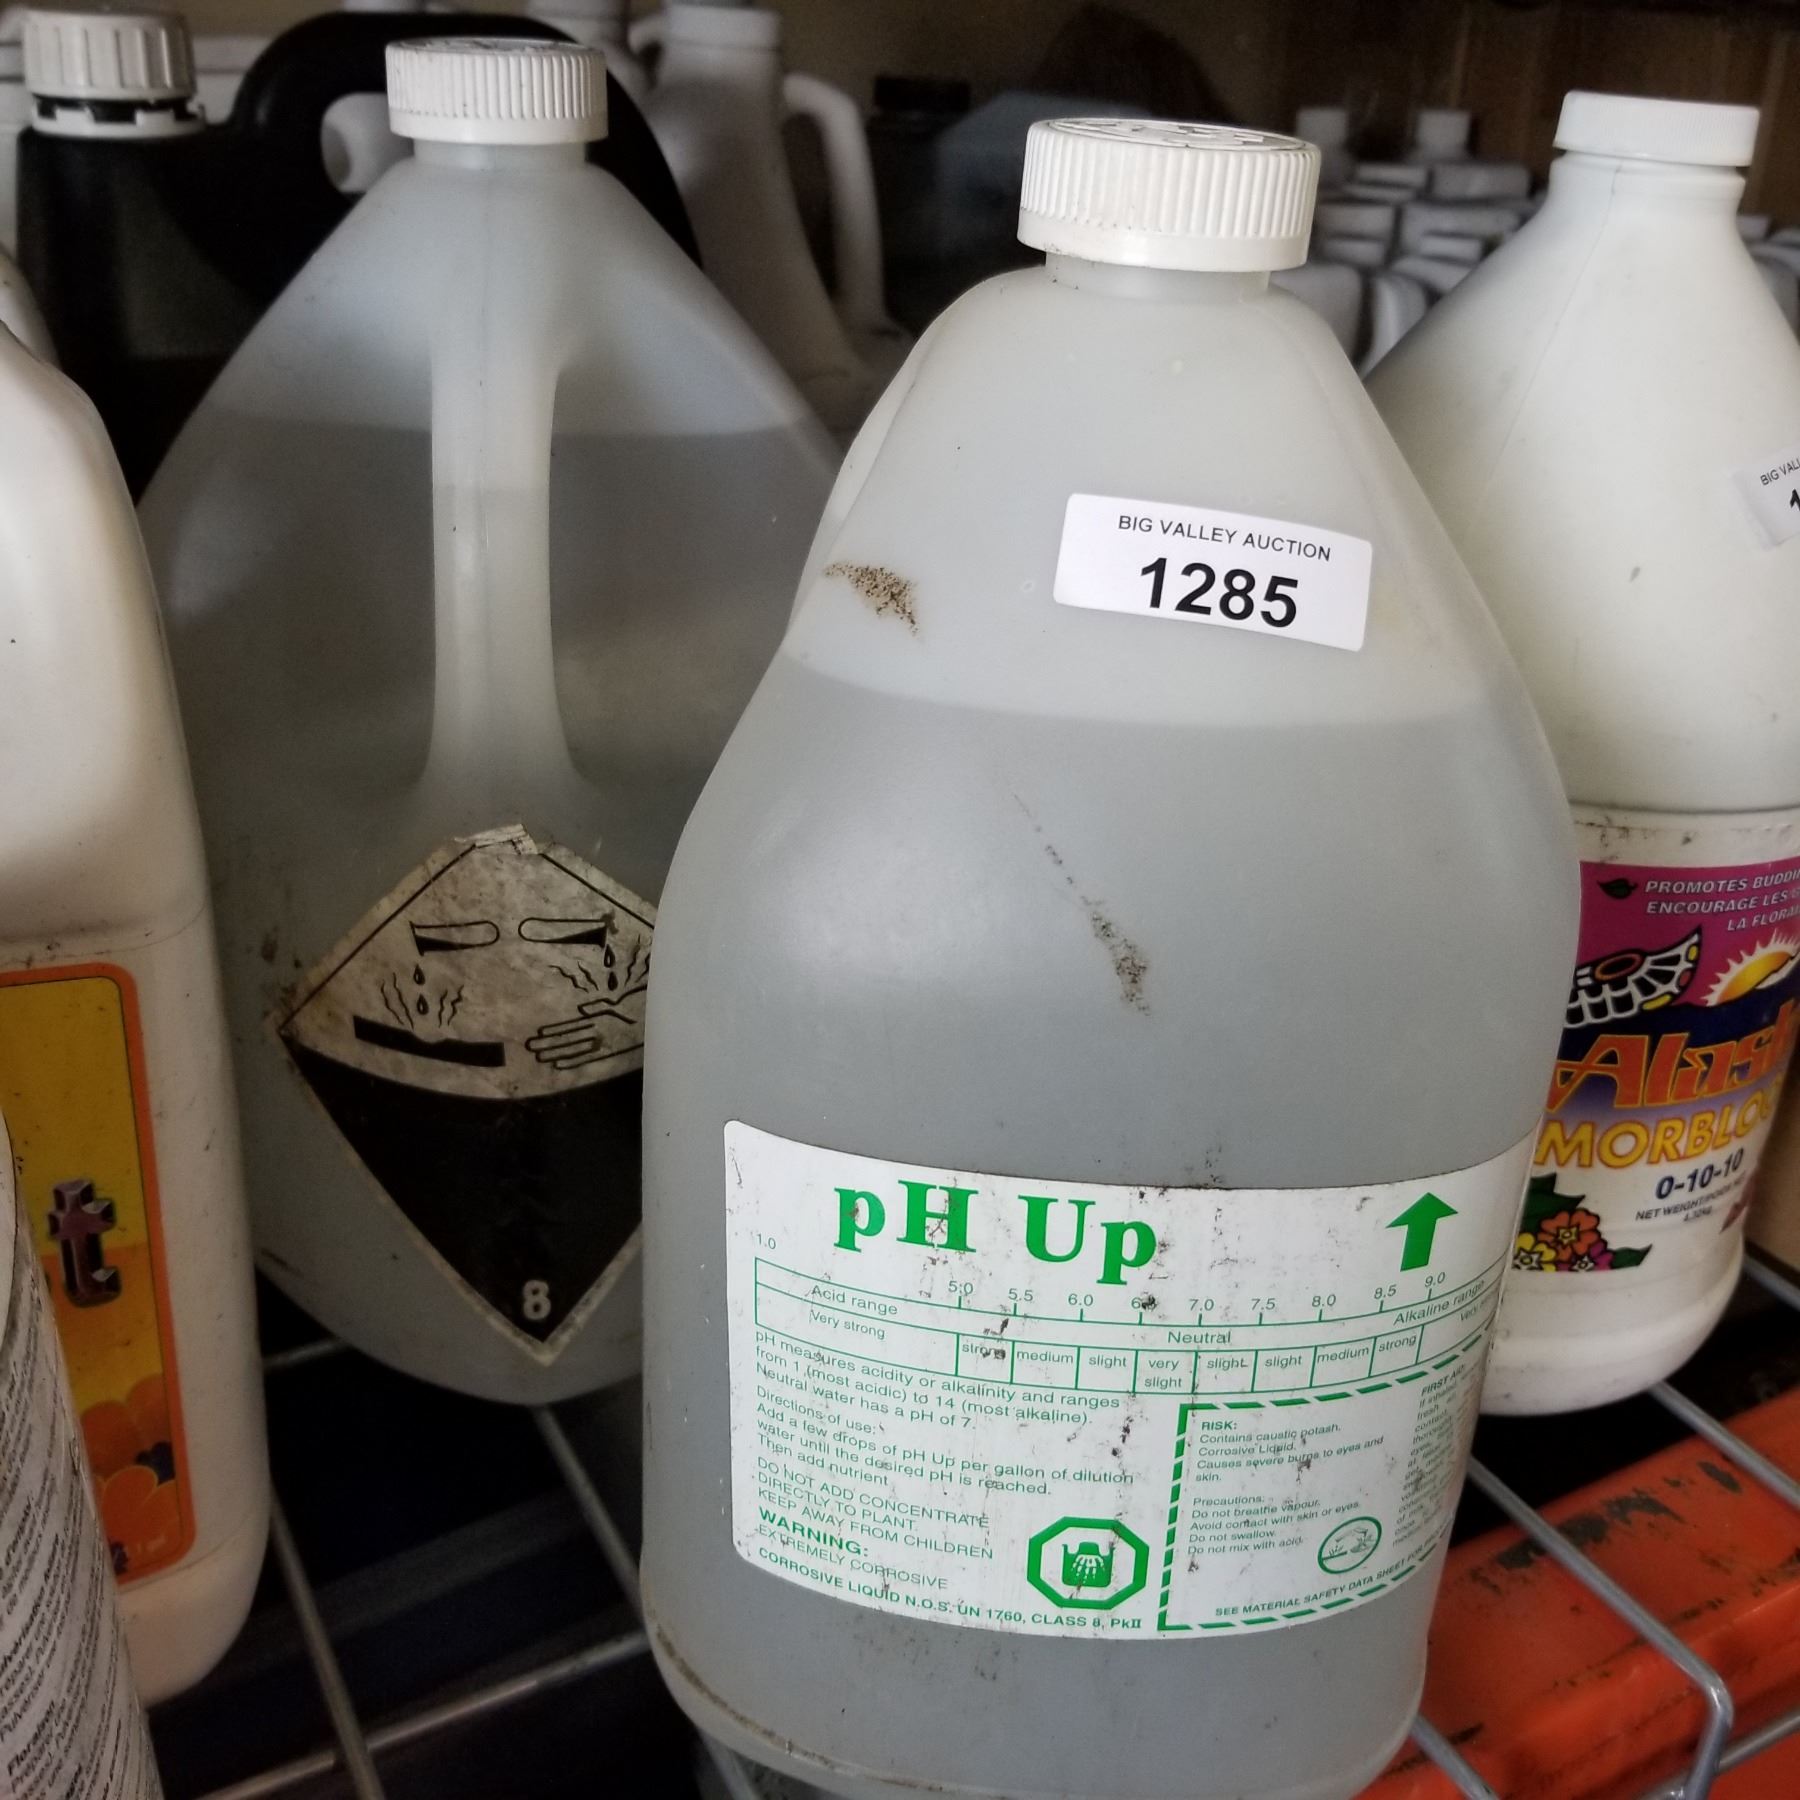 BIG VALLEY AUCTION
1285
pH Up
1.0 5.0 5.5 6.0 7.0 7.5 8.0 8.5 9.0
Acid range Neutral Alkaline range
Very strong strong medium slight very slight slight slight medium strong
pH measures acidity or alkalinity and ranges
from 1 (most acidic) to 14 (most alkaline).
Neutral water has a pH of 7.
Directions of use:
Add a few drops of pH Up per gallon of dilution
water until the desired pH is reached.
Then add nutrient
DO NOT ADD CONCENTRATE
DIRECTLY TO PLANT.
KEEP AWAY FROM CHILDREN
WARNING:
EXTREMELY CORROSIVE
CORROSIVE LIQUID N.O.S. UN 1760, CLASS 8, PkII
RISK:
Contains caustic potash.
Corrosive Liquid.
Causes severe burns to eyes and
skin.
Precautions:
Do not breathe vapour.
Avoid contact with skin or eyes.
Do not swallow.
Do not mix with acid.
SEE MATERIAL SAFETY DATA SHEET FOR
FIRST AID:
8
BIG
PROMOTES
ENCOURAGE LES
LA
MORBLO
0-10-10
NET WEIGHT
t